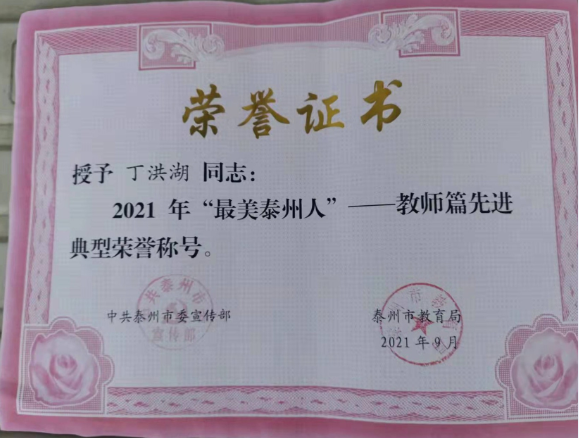 荣誉证书
授予 丁洪湖 同志：
2021 年“最美泰州人”——教师篇先进
典型荣誉称号。
中共泰州市委宣传部
泰州市教育局
2021 年 9 月